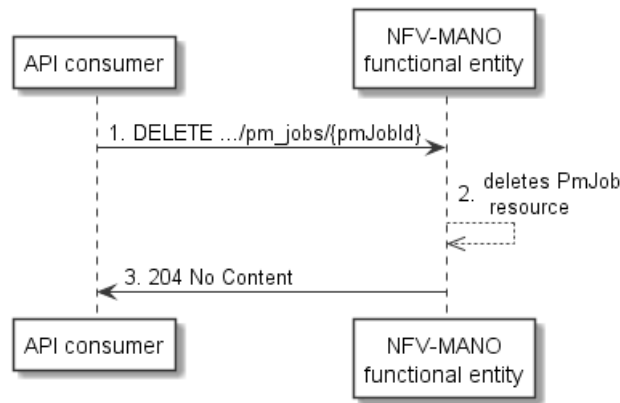 API consumer
NFV-MANO
functional entity
1. DELETE .../pm_jobs/{pmJobId}
2. deletes PmJob
resource
3. 204 No Content
API consumer
NFV-MANO
functional entity